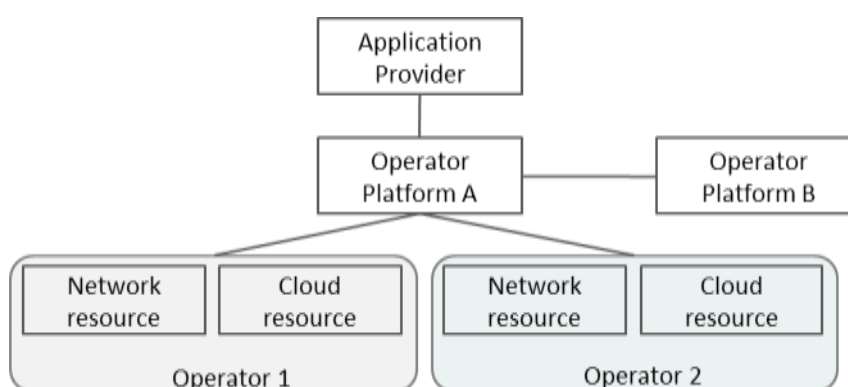 Application
Provider
Operator
Platform A
Operator
Platform B
Network
resource
Cloud
resource
Network
resource
Cloud
resource
Operator 1
Operator 2